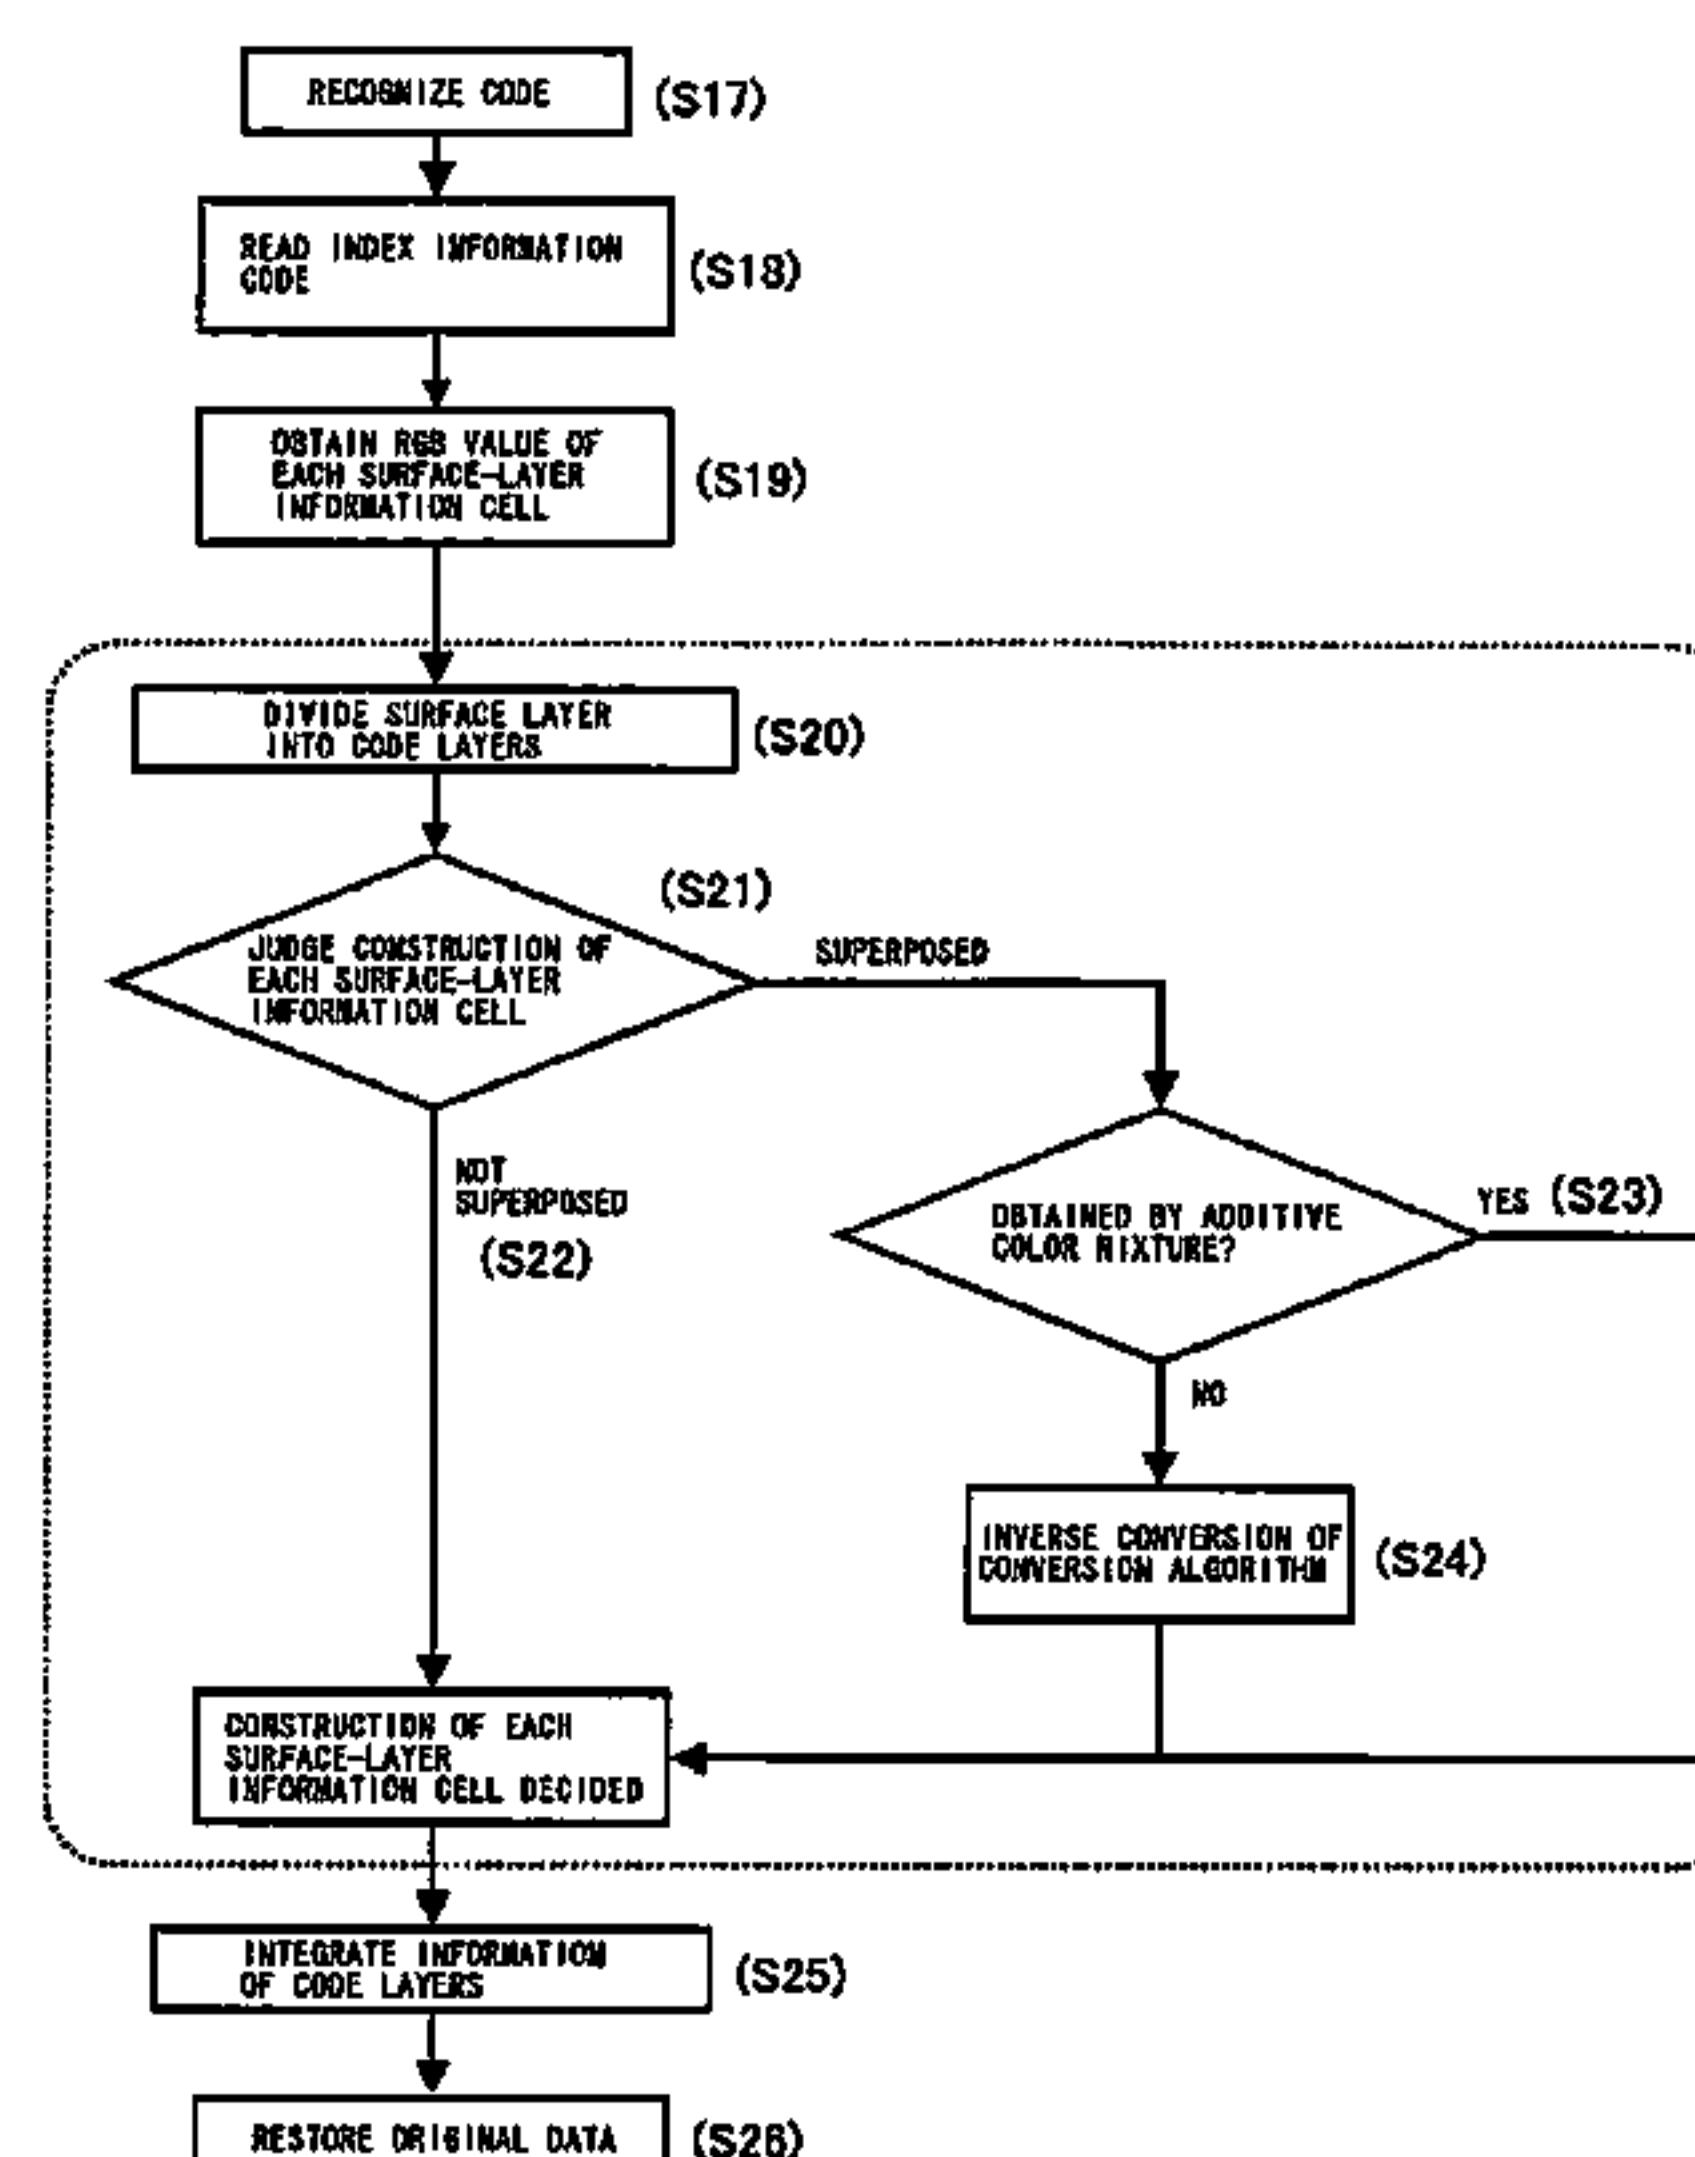 RECOGNIZE CODE
(S17)
READ INDEX INFORMATION
CODE
(S18)
OBTAIN RGB VALUE OF
EACH SURFACE-LAYER
INFORMATION CELL
(S19)
DIVIDE SURFACE LAYER
INTO CODE LAYERS
(S20)
(S21)
JUDGE CONSTRUCTION OF
EACH SURFACE-LAYER
INFORMATION CELL
SUPERPOSED
NOT
SUPERPOSED
(S22)
OBTAINED BY ADDITIVE
COLOR MIXTURE?
YES (S23)
NO
INVERSE CONVERSION OF
CONVERSION ALGORITHM
(S24)
CONSTRUCTION OF EACH
SURFACE-LAYER
INFORMATION CELL DECIDED
INTEGRATE INFORMATION
OF CODE LAYERS
(S25)
RESTORE ORIGINAL DATA
(S26)